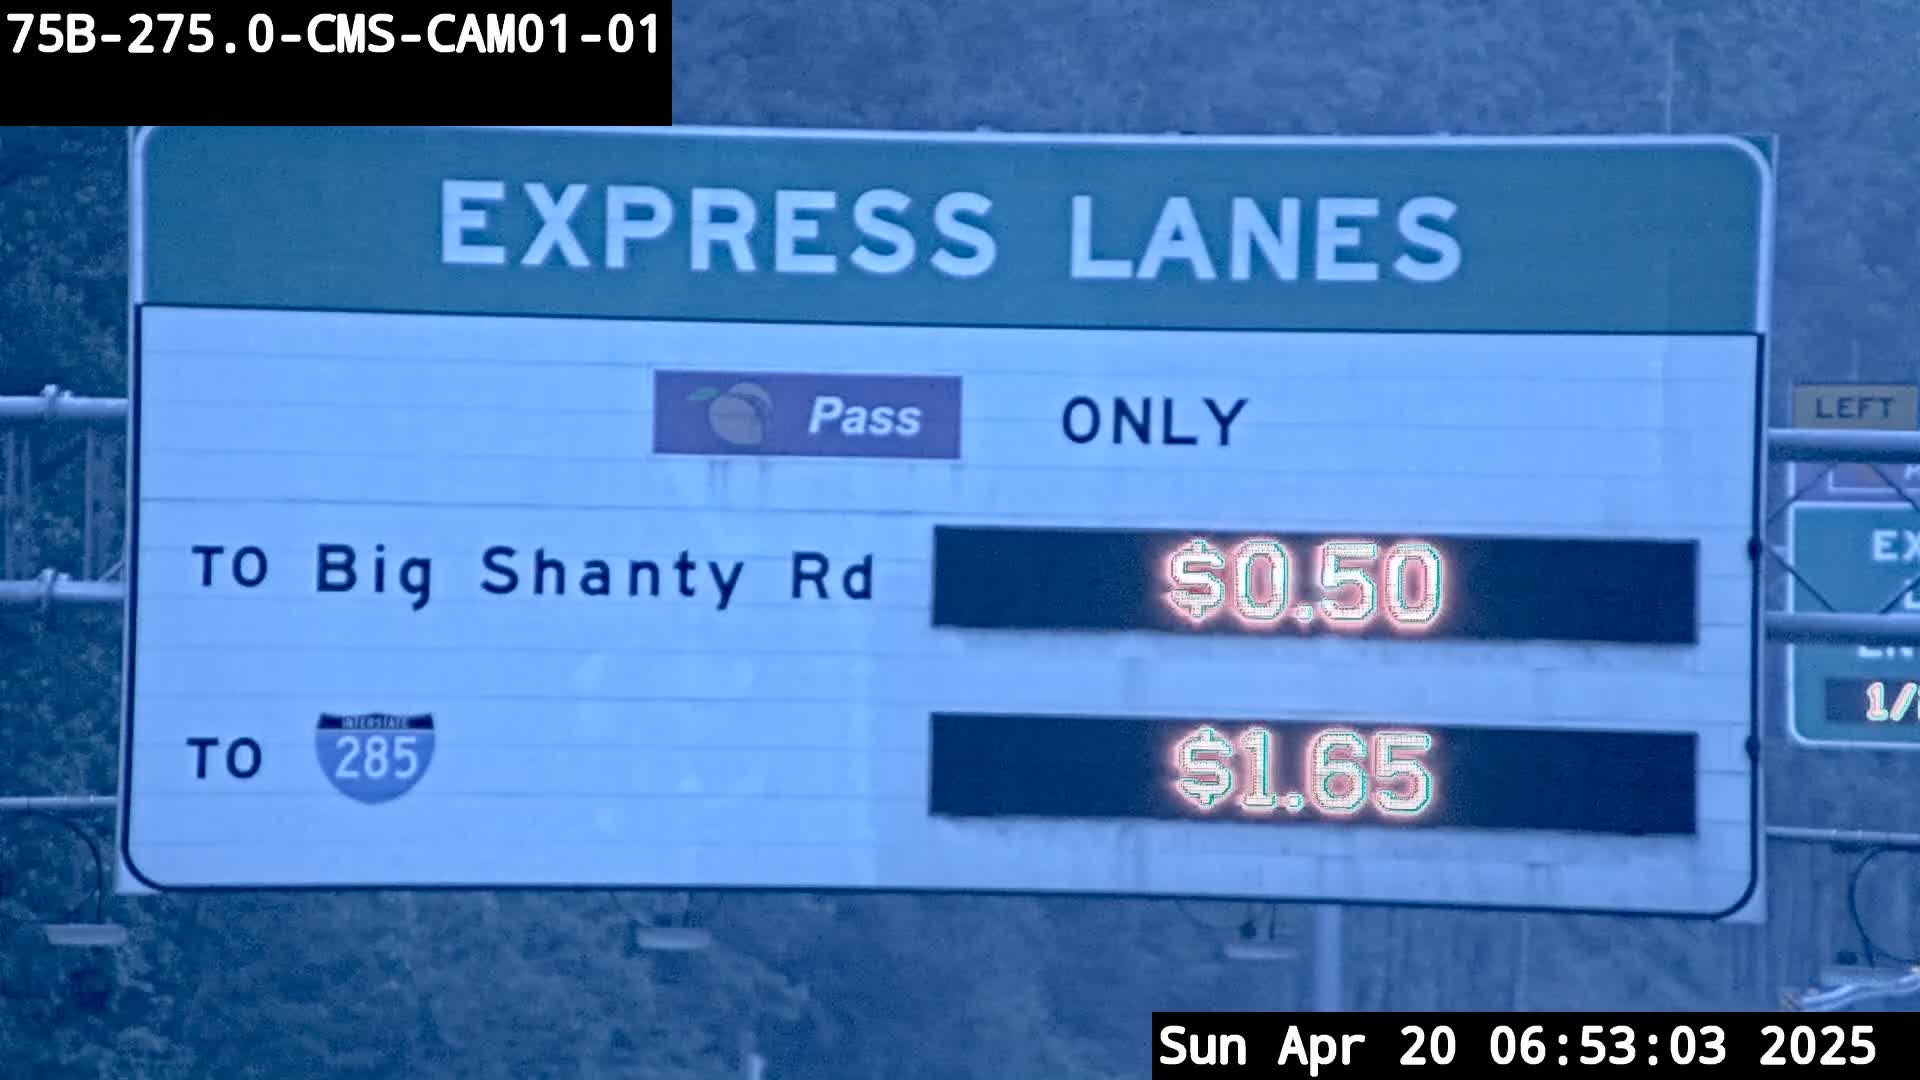 75B-275.0-CMS-CAM01-01
EXPRESS LANES
Pass ONLY
TO Big Shanty Rd $0.50
TO INTERSTATE 285 $1.65
LEFT
Sun Apr 20 06:53:03 2025